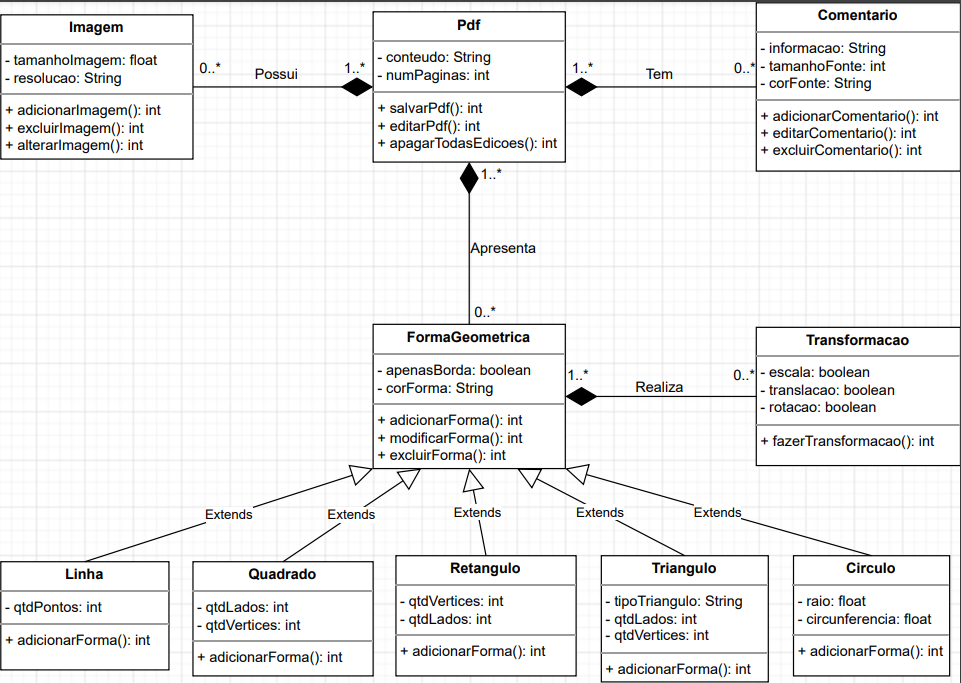 Imagem
- tamanhoImagem: float
- resolucao: String
+ adicionarImagem(): int
+ excluirImagem(): int
+ alterarImagem(): int
0..*
Possui
1..*
Pdf
- conteudo: String
- numPaginas: int
+ salvarPdf(): int
+ editarPdf(): int
+ apagarTodasEdicoes(): int
1..*
Tem
0..*
Comentario
- informacao: String
- tamanhoFonte: int
- corFonte: String
+ adicionarComentario(): int
+ editarComentario(): int
+ excluirComentario(): int
1..*
Apresenta
0..*
FormaGeometrica
- apenasBorda: boolean
- corForma: String
+ adicionarForma(): int
+ modificarForma(): int
+ excluirForma(): int
1..*
Realiza
0..*
Transformacao
- escala: boolean
- translacao: boolean
- rotacao: boolean
+ fazerTransformacao(): int
Extends
Extends
Extends
Extends
Extends
Linha
- qtdPontos: int
+ adicionarForma(): int
Quadrado
- qtdLados: int
- qtdVertices: int
+ adicionarForma(): int
Retangulo
- qtdVertices: int
- qtdLados: int
+ adicionarForma(): int
Triangulo
- tipoTriangulo: String
- qtdLados: int
- qtdVertices: int
+ adicionarForma(): int
Circulo
- raio: float
- circunferencia: float
+ adicionarForma(): int